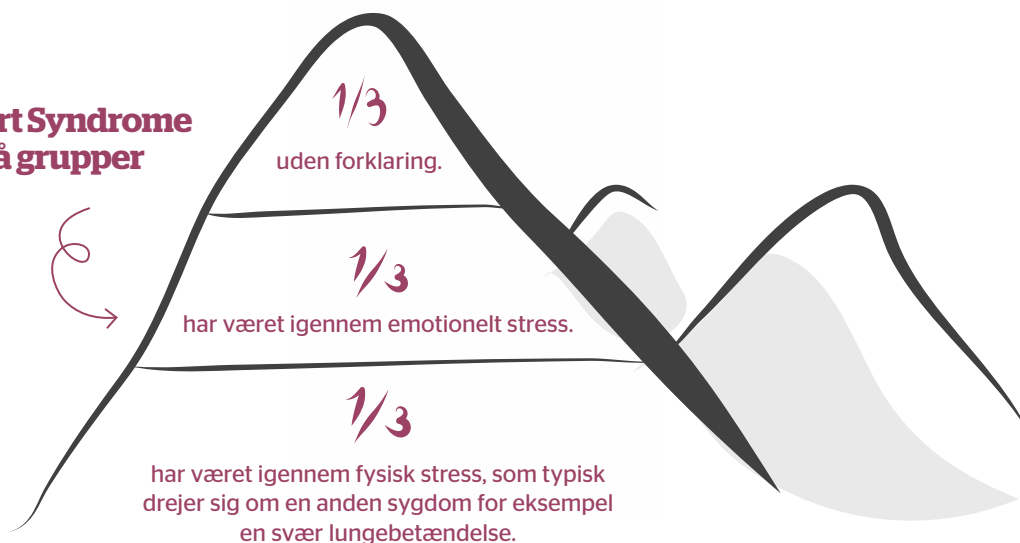 rt Syndrome
å grupper
1/3
uden forklaring.
1/3
har været igennem emotionelt stress.
1/3
har været igennem fysisk stress, som typisk
drejer sig om en anden sygdom for eksempel
en svær lungebetændelse.